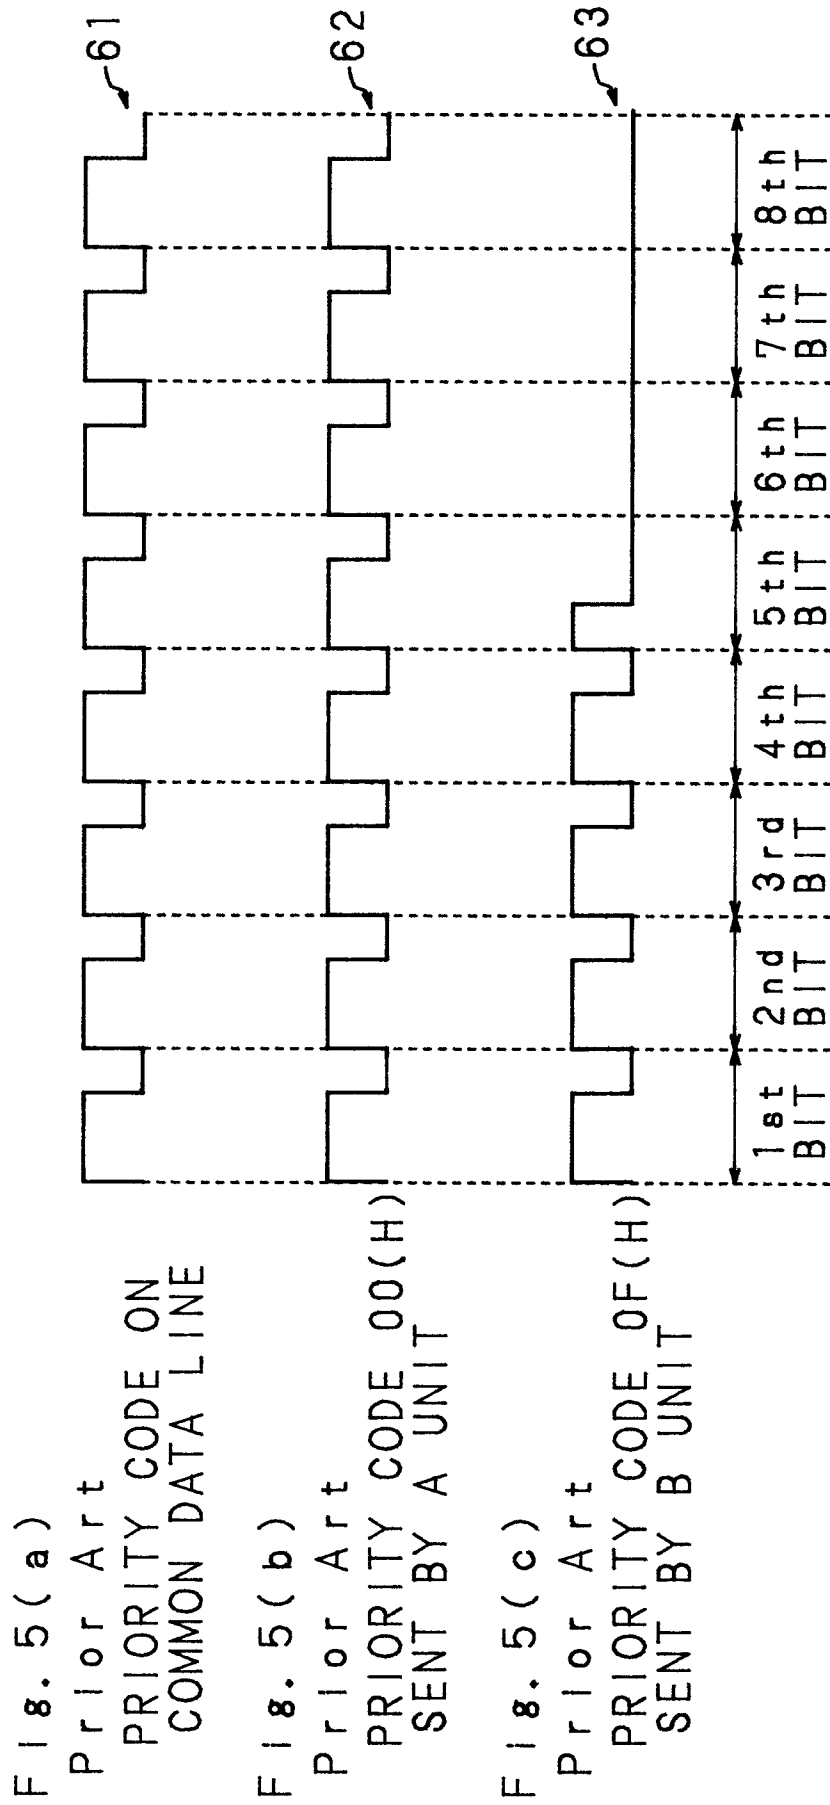 Fig. 5(a)
Prior Art
PRIORITY CODE ON
COMMON DATA LINE
61
Fig. 5(b)
Prior Art
PRIORITY CODE 00(H)
SENT BY A UNIT
62
Fig. 5(c)
Prior Art
PRIORITY CODE 0F(H)
SENT BY B UNIT
63
1st BIT
2nd BIT
3rd BIT
4th BIT
5th BIT
6th BIT
7th BIT
8th BIT